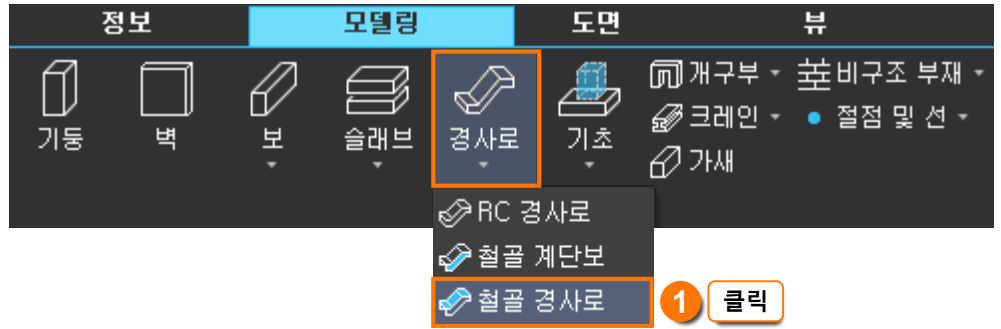 정보 모델링 도면 뷰
개구부 비구조 부재
크레인 절점 및 선
기둥 벽 보 슬래브 경사로 기초
가새
RC 경사로
철골 계단보
철골 경사로 1 클릭